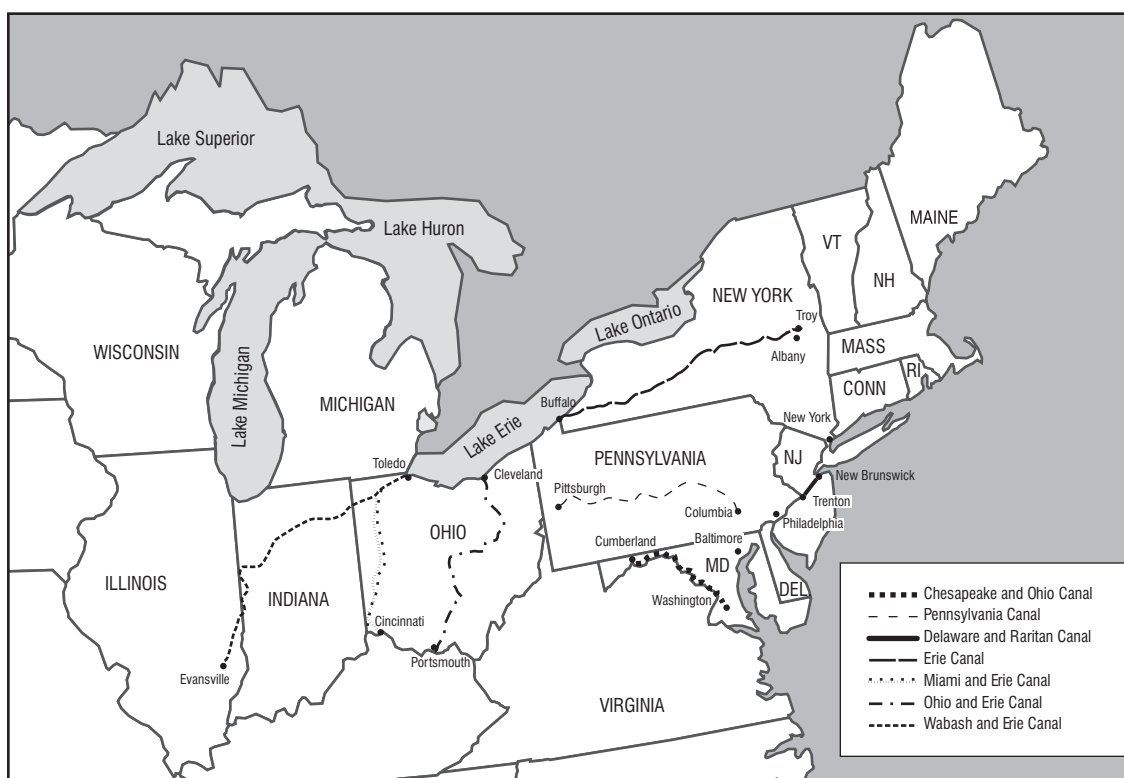 Lake Superior
MAINE
Lake Huron
VT
NH
NEW YORK
Lake Ontario
Troy
Albany
MASS
WISCONSIN
Lake Michigan
MICHIGAN
CONN
RI
Buffalo
New York
Lake Erie
Toledo
Cleveland
PENNSYLVANIA
NJ
New Brunswick
Pittsburgh
Trenton
Columbia
Philadelphia
OHIO
Cumberland
Baltimore
MD
ILLINOIS
INDIANA
DEL
Washington
Cincinnati
Portsmouth
Evansville
VIRGINIA
Chesapeake and Ohio Canal
Pennsylvania Canal
Delaware and Raritan Canal
Erie Canal
Miami and Erie Canal
Ohio and Erie Canal
Wabash and Erie Canal